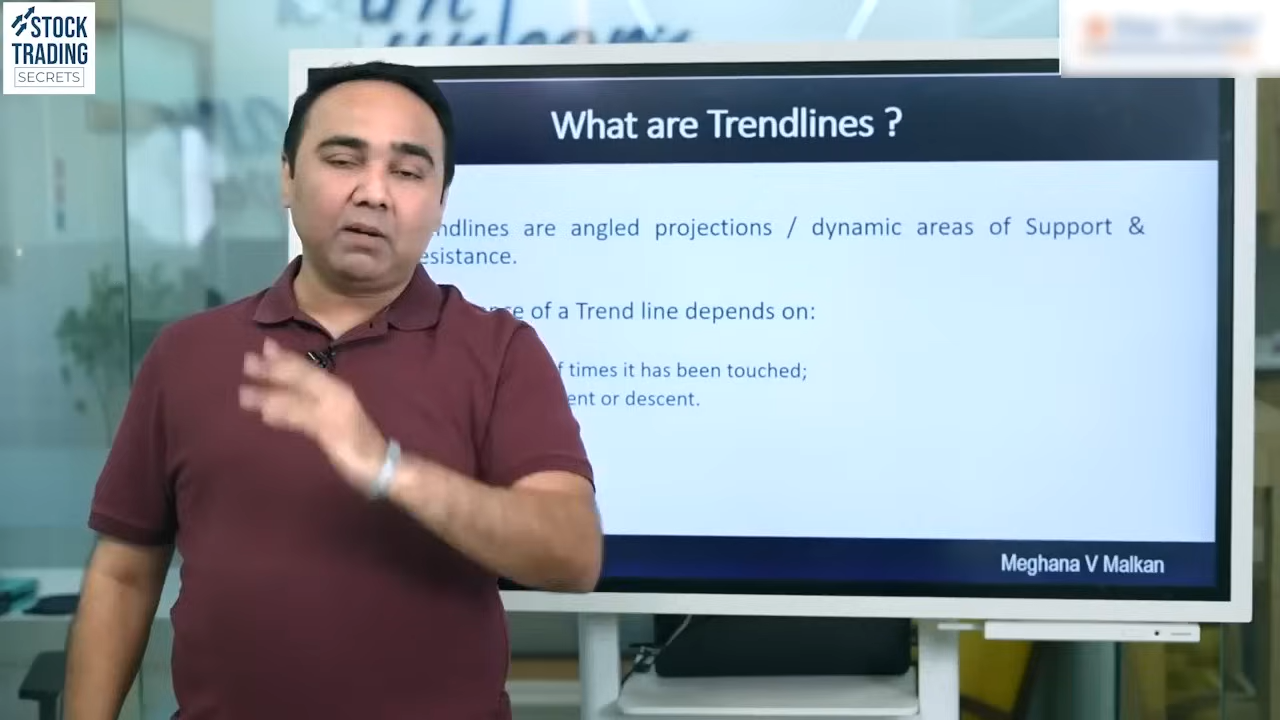 STOCK
TRADING
SECRETS
What are Trendlines ?
ndlines are angled projections / dynamic areas of Support &
esistance.
nce of a Trend line depends on:
f times it has been touched;
ent or descent.
Meghana V Malkan